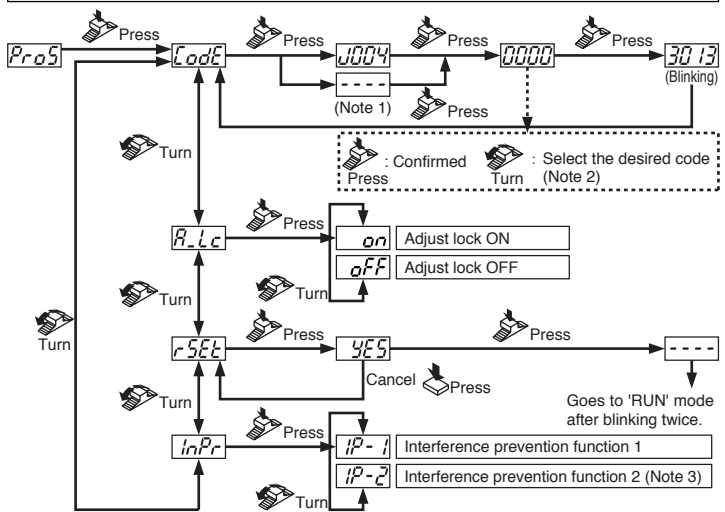 Press
Press
Press
Press
ProS
CodE
J004
0000
3013
(Blinking)
- - - -
(Note 1)
Press
Turn
: Confirmed
Press
: Select the desired code
Turn
(Note 2)
Press
A_Lc
on
Adjust lock ON
oFF
Adjust lock OFF
Turn
Turn
Turn
Press
Press
rSEt
YES
- - - -
Cancel
Press
Goes to 'RUN' mode
after blinking twice.
Turn
Press
InPr
IP-1
Interference prevention function 1
IP-2
Interference prevention function 2 (Note 3)
Turn